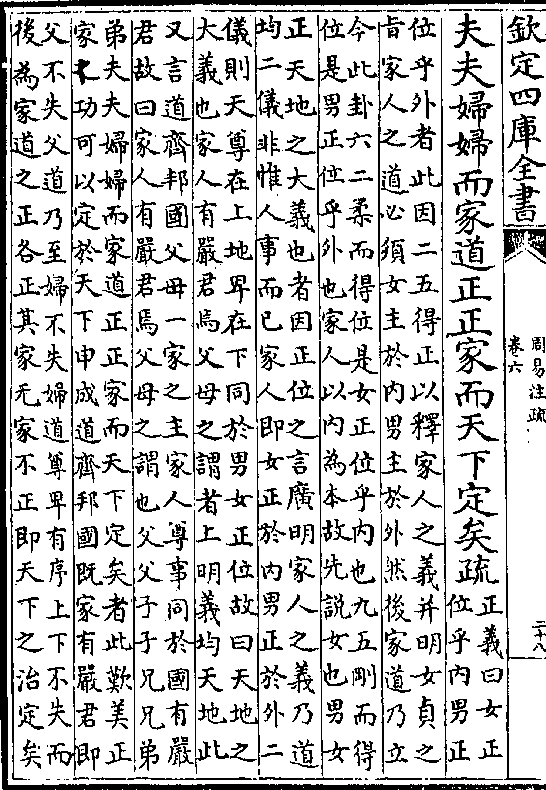 欽定四庫全書
周易注疏
卷六
二十八
夫夫婦婦而家道正正家而天下定矣疏
正義曰女正
位乎內男正
位乎外者此因二五得正以釋家人之義并明女貞之
旨家人之道必須女主於內男主於外然後家道乃立
今此卦六二柔而得位是女正位乎內也九五剛而得
位是男正位乎外也家人以內為本故先說女也男女
正天地之大義也者因正位之言廣明家人之義乃道
均二儀非惟人事而已家人即女正於內男正於外二
儀則天尊在上地卑在下同於男女正位故曰天地之
大義也家人有嚴君焉父母之謂者上明義均天地此
又言道齊邦國父母一家之主家人尊事同於國有嚴
君故曰家人有嚴君焉父母之謂也父父子子兄兄弟
弟夫夫婦婦而家道正正家而天下定矣者此歎美正
家之功可以定於天下申成道齊邦國既家有嚴君即
父不失父道乃至婦不失婦道尊卑有序上下不失而
後為家道之正各正其家无家不正即天下之治定矣